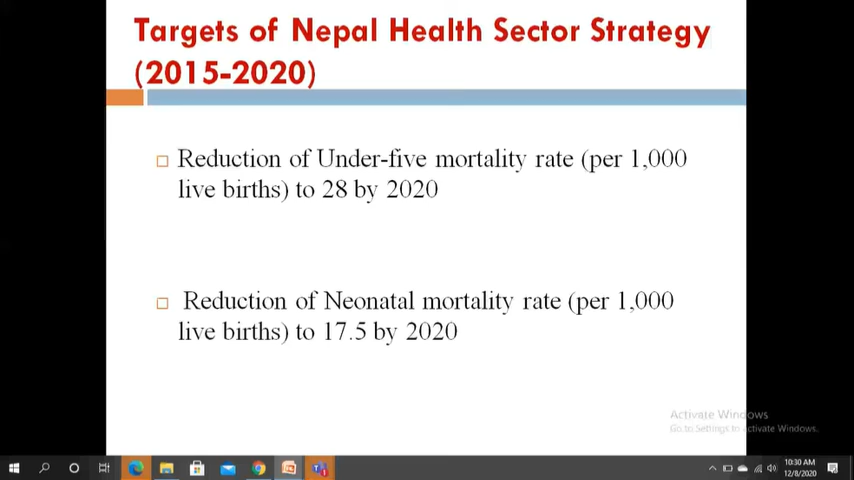 Targets of Nepal Health Sector Strategy
(2015-2020)
Reduction of Under-five mortality rate (per 1,000
live births) to 28 by 2020
Reduction of Neonatal mortality rate (per 1,000
live births) to 17.5 by 2020
Activate Windows
Go to Settings to Activate Windows.
10:30 AM
12/8/2020